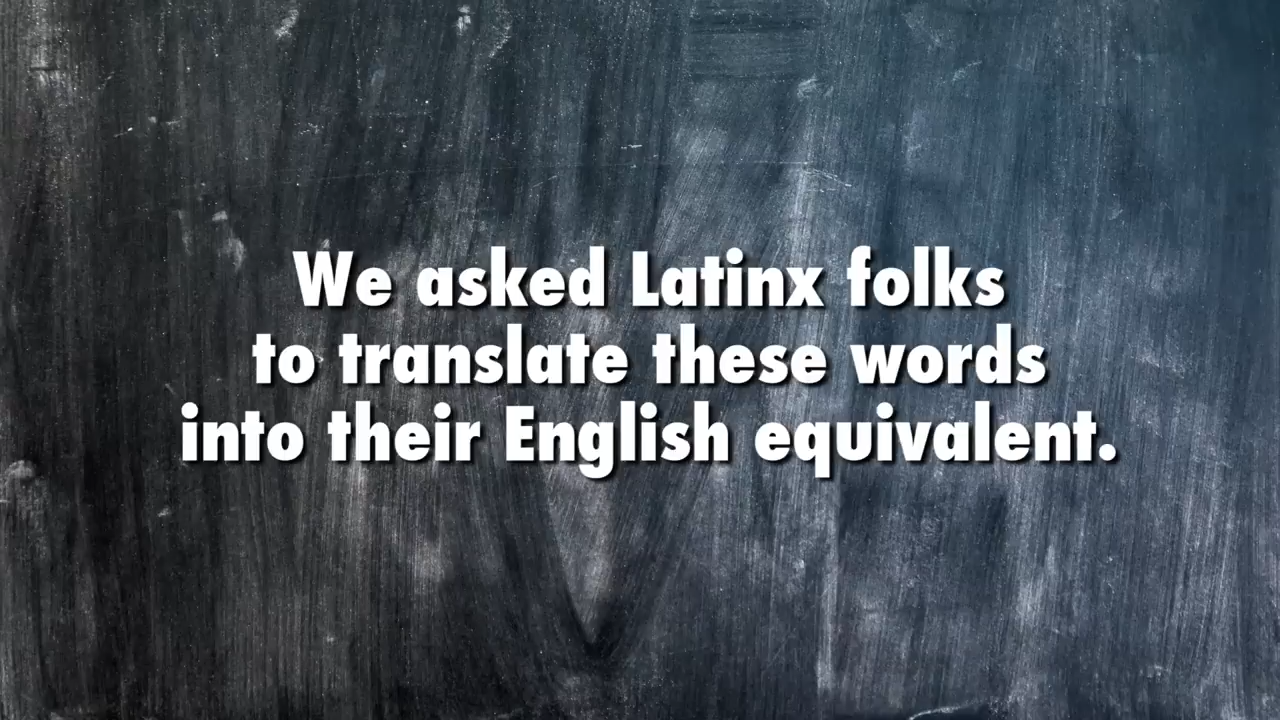 We asked Latinx folks
to translate these words
into their English equivalent.